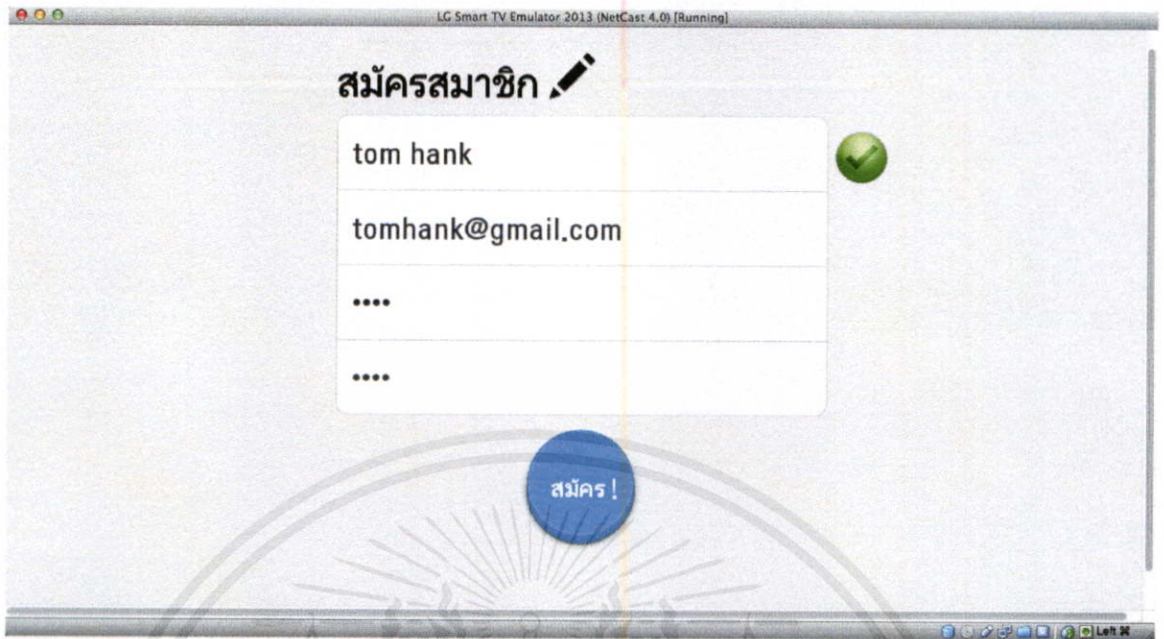 LG Smart TV Emulator 2013 (NetCast 4.0) [Running]
สมัครสมาชิก
tom hank
tomhank@gmail.com
••••
••••
สมัคร !
Left ⌘